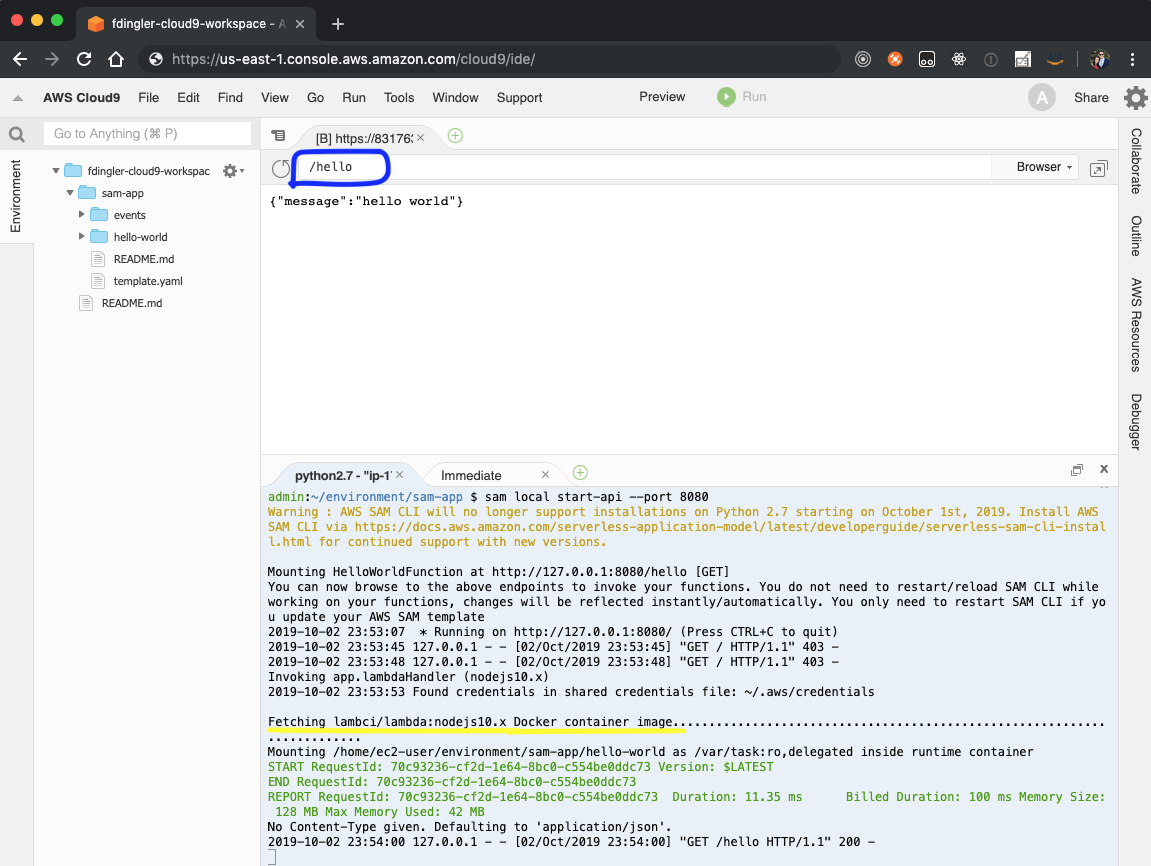 fdingler-cloud9-workspace - A
https://us-east-1.console.aws.amazon.com/cloud9/ide/
AWS Cloud9 File Edit Find View Go Run Tools Window Support Preview Run A Share
Go to Anything (⌘ P)
[B] https://83176
/hello
Browser
{"message":"hello world"}
Environment
fdingler-cloud9-workspac
sam-app
events
hello-world
README.md
template.yaml
README.md
Collaborate
Outline
AWS Resources
Debugger
python2.7 - "ip-1 Immediate
admin:~/environment/sam-app $ sam local start-api --port 8080
Warning : AWS SAM CLI will no longer support installations on Python 2.7 starting on October 1st, 2019. Install AWS
SAM CLI via https://docs.aws.amazon.com/serverless-application-model/latest/developerguide/serverless-sam-cli-instal
l.html for continued support with new versions.
Mounting HelloWorldFunction at http://127.0.0.1:8080/hello [GET]
You can now browse to the above endpoints to invoke your functions. You do not need to restart/reload SAM CLI while
working on your functions, changes will be reflected instantly/automatically. You only need to restart SAM CLI if yo
u update your AWS SAM template
2019-10-02 23:53:07  * Running on http://127.0.0.1:8080/ (Press CTRL+C to quit)
2019-10-02 23:53:45 127.0.0.1 - - [02/Oct/2019 23:53:45] "GET / HTTP/1.1" 403 -
2019-10-02 23:53:48 127.0.0.1 - - [02/Oct/2019 23:53:48] "GET / HTTP/1.1" 403 -
Invoking app.lambdaHandler (nodejs10.x)
2019-10-02 23:53:53 Found credentials in shared credentials file: ~/.aws/credentials
Fetching lambci/lambda:nodejs10.x Docker container image............................................................
.............
Mounting /home/ec2-user/environment/sam-app/hello-world as /var/task:ro,delegated inside runtime container
START RequestId: 70c93236-cf2d-1e64-8bc0-c554be0ddc73 Version: $LATEST
END RequestId: 70c93236-cf2d-1e64-8bc0-c554be0ddc73
REPORT RequestId: 70c93236-cf2d-1e64-8bc0-c554be0ddc73  Duration: 11.35 ms      Billed Duration: 100 ms Memory Size:
128 MB Max Memory Used: 42 MB
No Content-Type given. Defaulting to 'application/json'.
2019-10-02 23:54:00 127.0.0.1 - - [02/Oct/2019 23:54:00] "GET /hello HTTP/1.1" 200 -